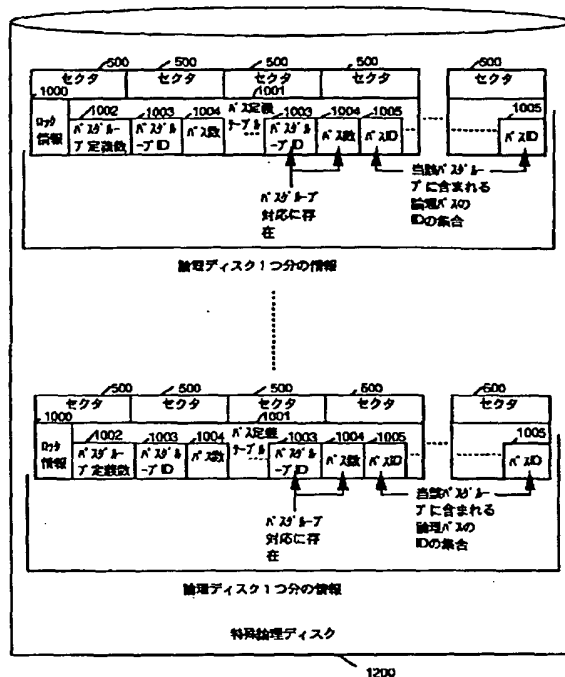 500 500 500 500 600
セクタ セクタ セクタ セクタ セクタ
1000 1001
1002 1003 1004 パス定義 1003 1004 1005 1005
ロック
情報
パスグルー
プ定義数
パスグル
ープID
パス数
テーブル
パスグル
ープID
パス数
パスID
パスID
パスグループ
対応に存
在
当該パスグルー
プに含まれる
論理パスの
IDの集合
論理ディスク1つ分の情報
500 500 500 500 600
セクタ セクタ セクタ セクタ セクタ
1000 1001
1002 1003 1004 パス定義 1003 1004 1005 1005
ロック
情報
パスグルー
プ定義数
パスグル
ープID
パス数
テーブル
パスグル
ープID
パス数
パスID
パスID
パスグループ
対応に存
在
当該パスグルー
プに含まれる
論理パスの
IDの集合
論理ディスク1つ分の情報
特殊論理ディスク
1200